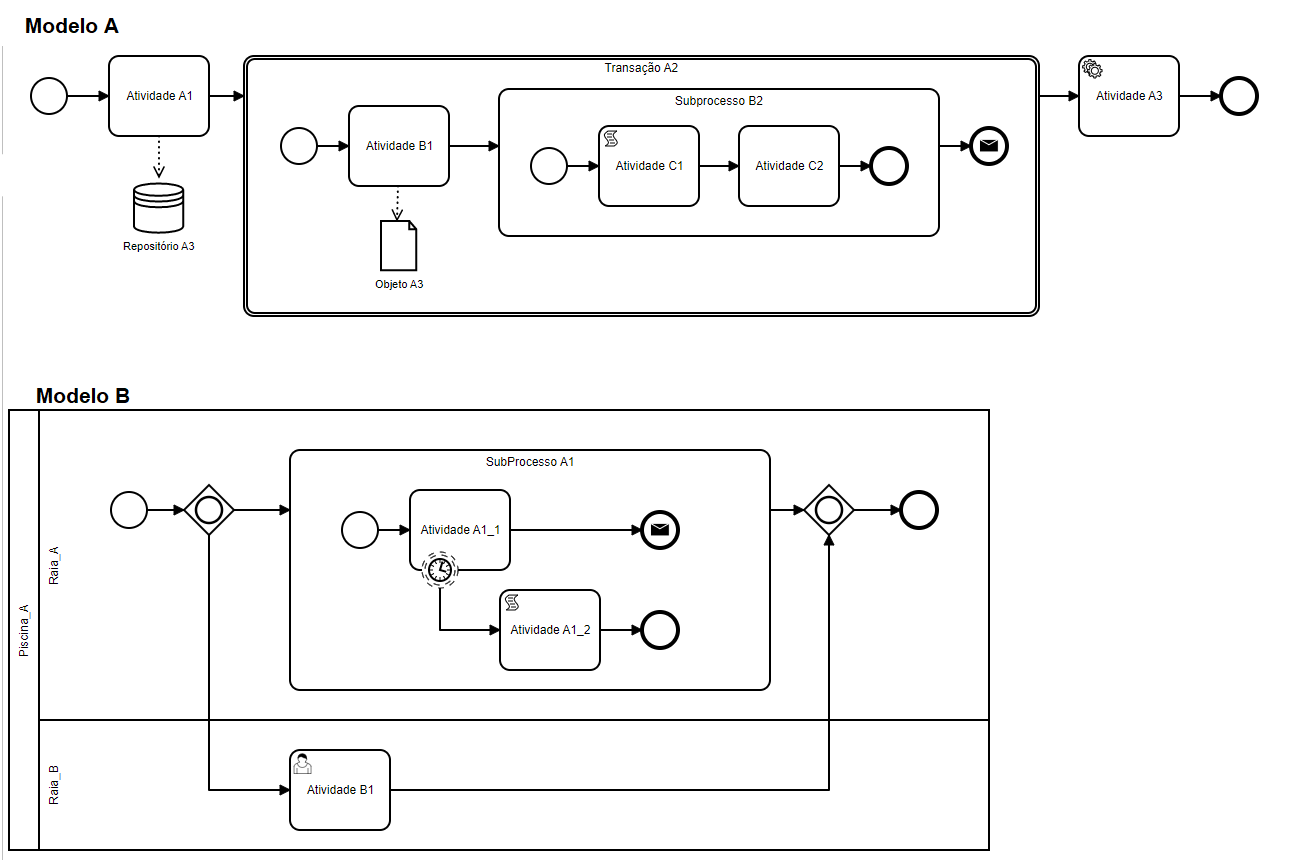 Modelo A
Transação A2
Atividade A1
Atividade A3
Subprocesso B2
Atividade B1
Atividade C1
Atividade C2
Repositório A3
Objeto A3
Modelo B
SubProcesso A1
Atividade A1_1
Raia_A
Atividade A1_2
Piscina_A
Raia_B
Atividade B1